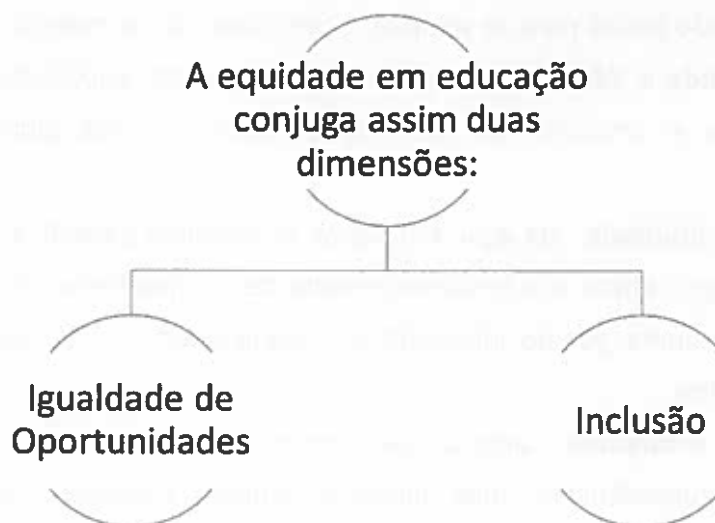 A equidade em educação
conjuga assim duas
dimensões:
Igualdade de
Oportunidades
Inclusão